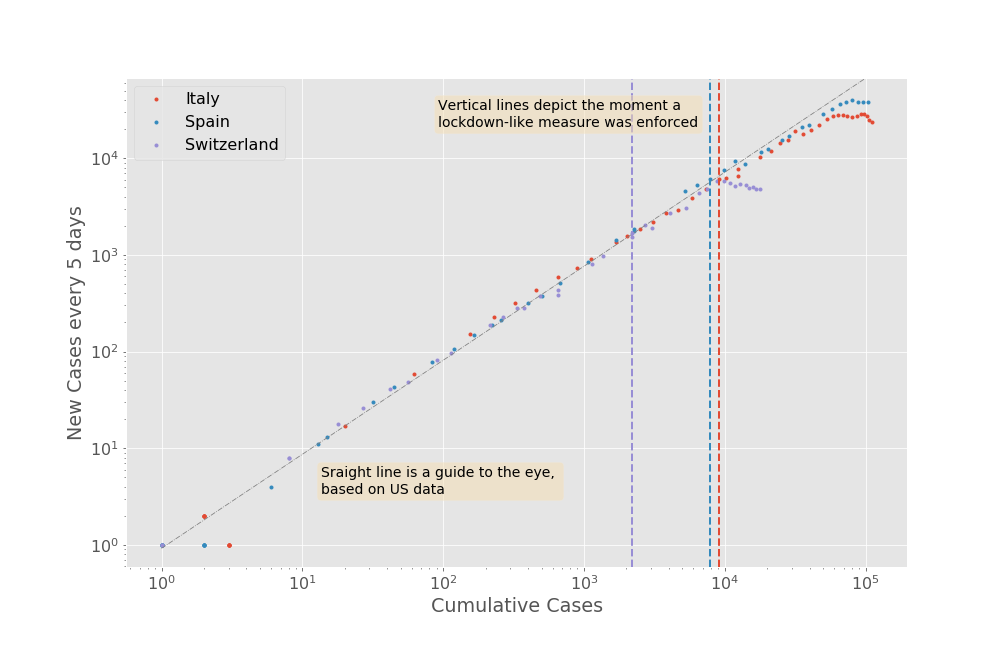 Italy
Spain
Switzerland
Vertical lines depict the moment a
lockdown-like measure was enforced
Sraight line is a guide to the eye,
based on US data
New Cases every 5 days
10⁴
10³
10²
10¹
10⁰
10⁰ 10¹ 10² 10³ 10⁴ 10⁵
Cumulative Cases